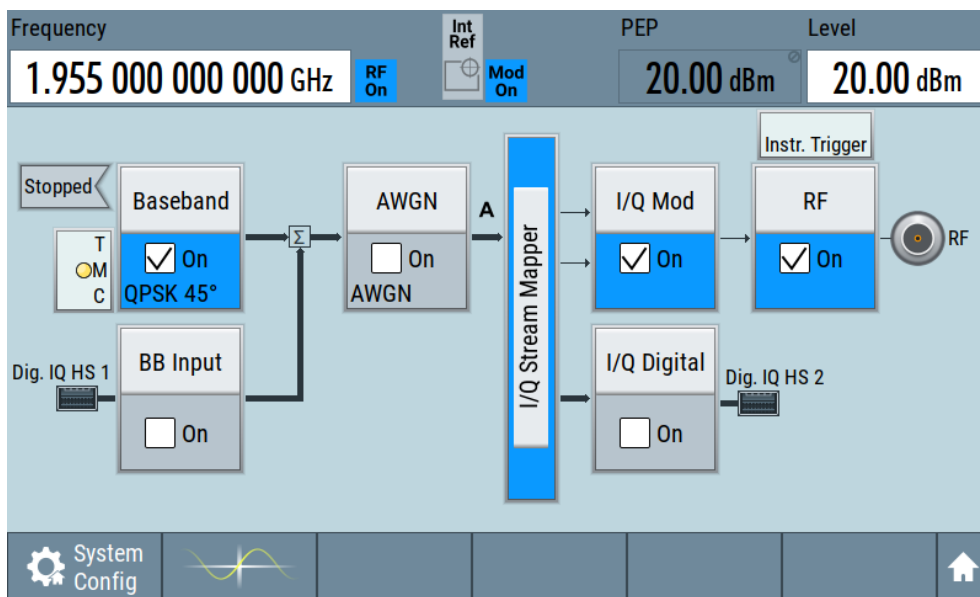 Frequency
Int
Ref
PEP
Level
1.955 000 000 000 GHz
RF
On
Mod
On
20.00 dBm
20.00 dBm
Instr. Trigger
Stopped
Baseband
AWGN
A
I/Q Mod
RF
T
M
C
On
QPSK 45°
Σ
On
AWGN
I/Q Stream Mapper
On
On
RF
Dig. IQ HS 1
BB Input
On
I/Q Digital
On
Dig. IQ HS 2
System
Config